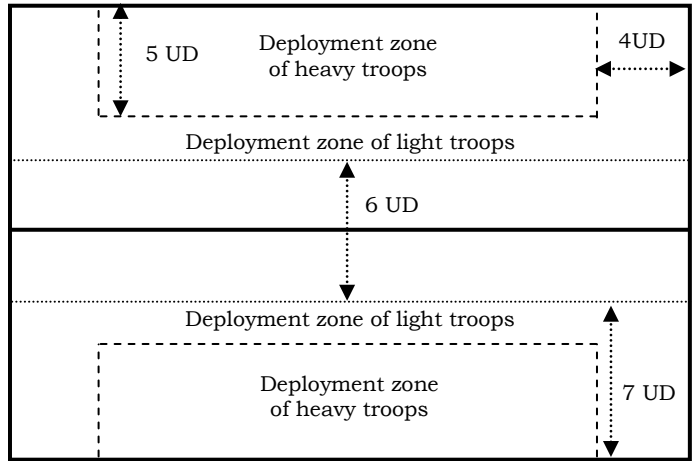 Deployment zone
of heavy troops
5 UD
4UD
Deployment zone of light troops
6 UD
Deployment zone of light troops
Deployment zone
of heavy troops
7 UD